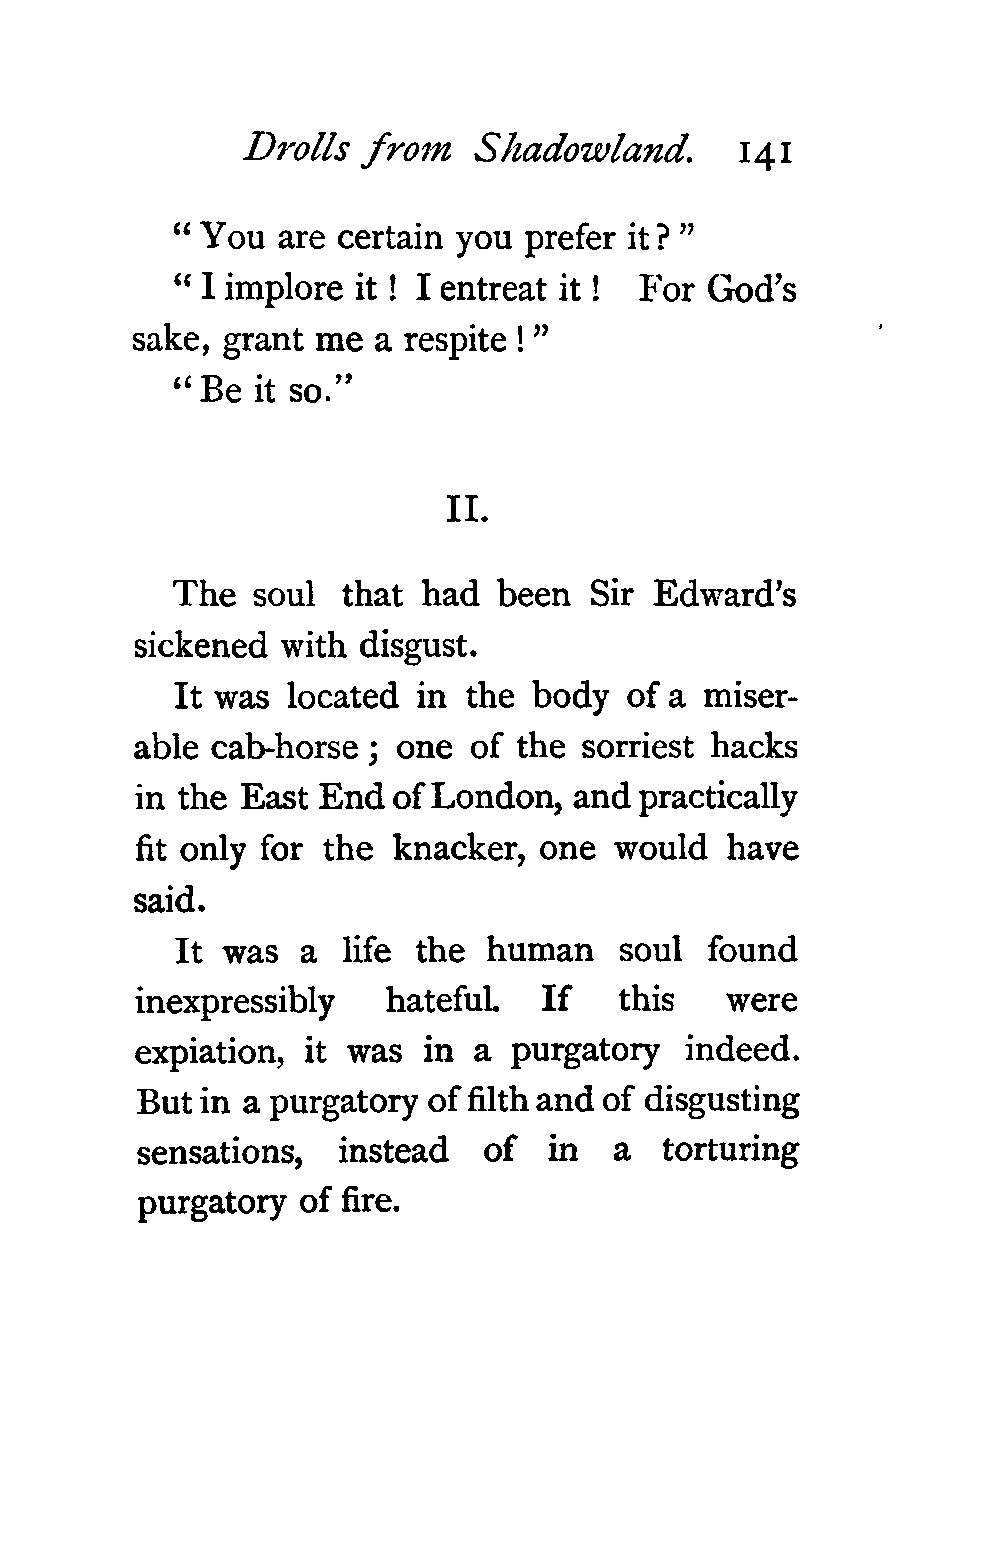 Drolls from Shadowland. 141
“ You are certain you prefer it ? ”
“ I implore it ! I entreat it ! For God’s
sake, grant me a respite ! ”
“ Be it so.”
II.
The soul that had been Sir Edward’s
sickened with disgust.
It was located in the body of a miser-
able cab-horse ; one of the sorriest hacks
in the East End of London, and practically
fit only for the knacker, one would have
said.
It was a life the human soul found
inexpressibly hateful. If this were
expiation, it was in a purgatory indeed.
But in a purgatory of filth and of disgusting
sensations, instead of in a torturing
purgatory of fire.